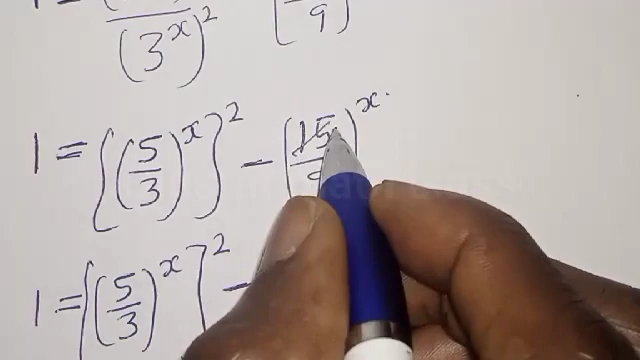 1 = / (3^x)^2 9
1 = [(5/3)^x]^2 - (15/9)^x
1 = [(5/3)^x]^2 -